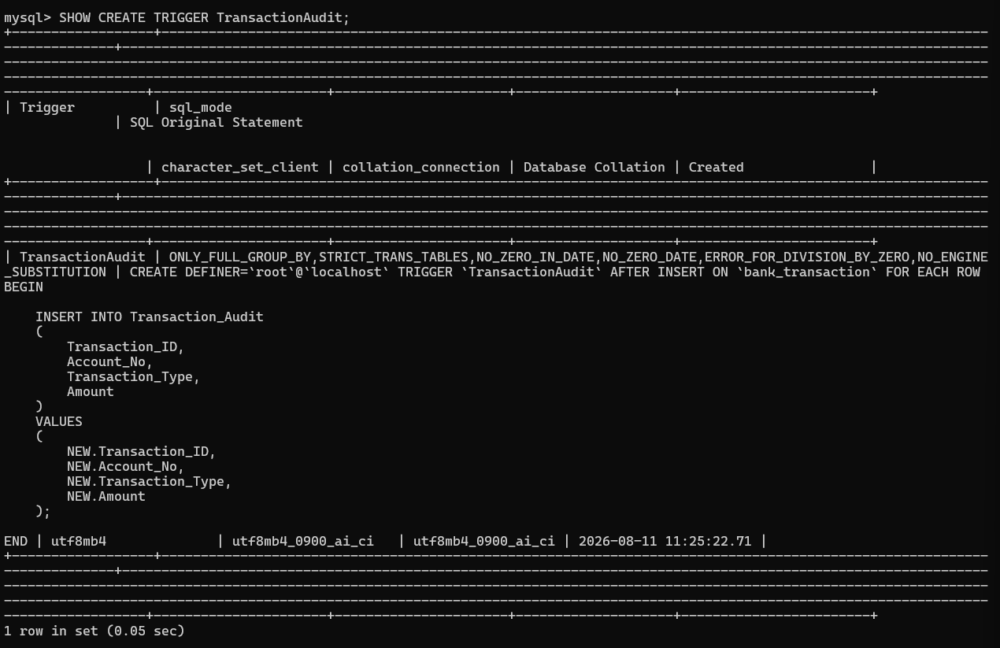 mysql> SHOW CREATE TRIGGER TransactionAudit;
+------------------+----------------------------------------------------------------------------------------------------------
--------------+--------------------------------------------------------------------------------------------------------------
-----------------------------------------------------------------------------------------------------------------------------
-----------------------------------------------------------------------------------------------------------------------------
------------------+----------------------+----------------------+--------------------+------------------------+
| Trigger          | sql_mode
              | SQL Original Statement
                  | character_set_client | collation_connection | Database Collation | Created                |
+------------------+----------------------------------------------------------------------------------------------------------
--------------+--------------------------------------------------------------------------------------------------------------
-----------------------------------------------------------------------------------------------------------------------------
-----------------------------------------------------------------------------------------------------------------------------
------------------+----------------------+----------------------+--------------------+------------------------+
| TransactionAudit | ONLY_FULL_GROUP_BY,STRICT_TRANS_TABLES,NO_ZERO_IN_DATE,NO_ZERO_DATE,ERROR_FOR_DIVISION_BY_ZERO,NO_ENGINE
_SUBSTITUTION | CREATE DEFINER=`root`@`localhost` TRIGGER `TransactionAudit` AFTER INSERT ON `bank_transaction` FOR EACH ROW
BEGIN
    INSERT INTO Transaction_Audit
    (
        Transaction_ID,
        Account_No,
        Transaction_Type,
        Amount
    )
    VALUES
    (
        NEW.Transaction_ID,
        NEW.Account_No,
        NEW.Transaction_Type,
        NEW.Amount
    );
END | utf8mb4              | utf8mb4_0900_ai_ci   | utf8mb4_0900_ai_ci | 2026-08-11 11:25:22.71 |
+------------------+----------------------------------------------------------------------------------------------------------
--------------+--------------------------------------------------------------------------------------------------------------
-----------------------------------------------------------------------------------------------------------------------------
-----------------------------------------------------------------------------------------------------------------------------
------------------+----------------------+----------------------+--------------------+------------------------+
1 row in set (0.05 sec)